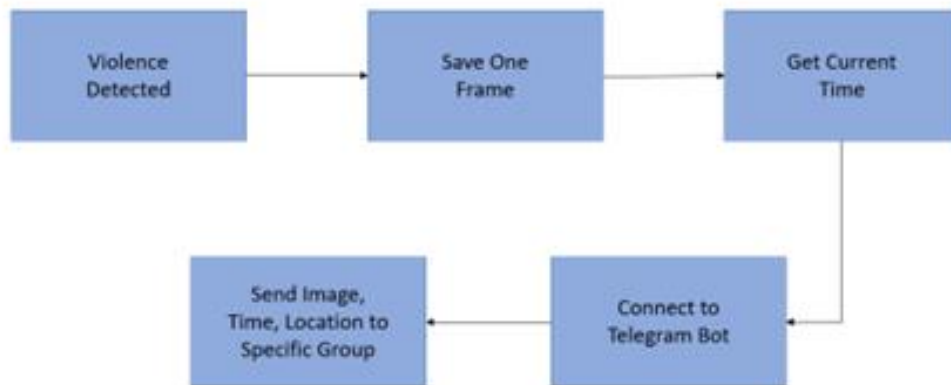 Violence
Detected
Save One
Frame
Get Current
Time
Connect to
Telegram Bot
Send Image,
Time, Location to
Specific Group